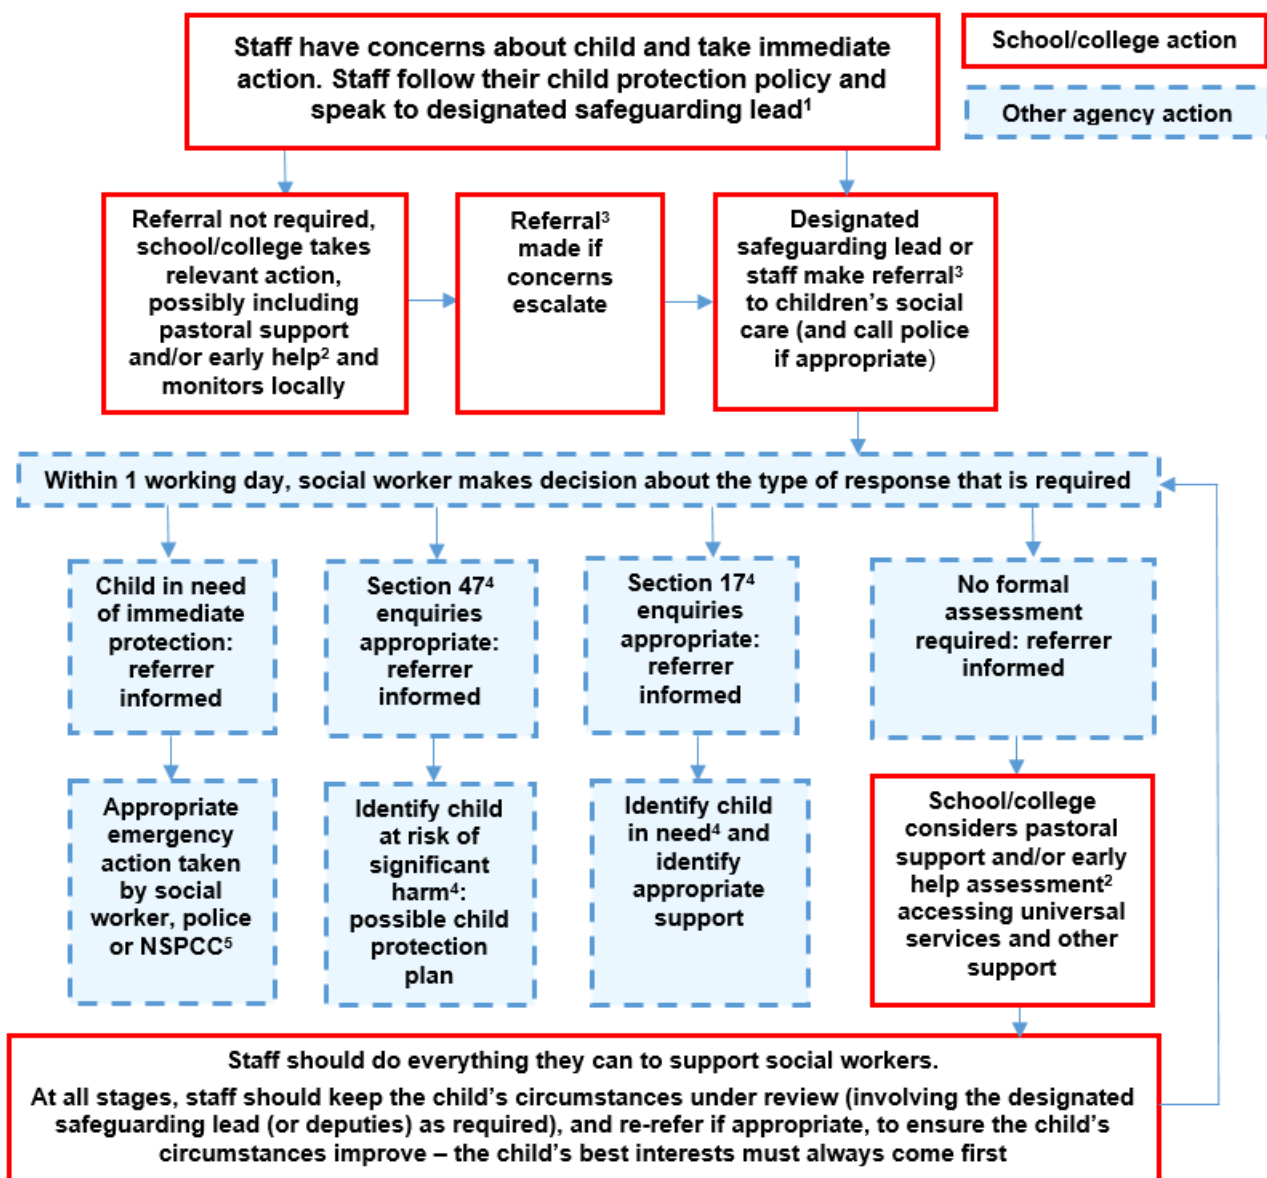 Staff have concerns about child and take immediate
action. Staff follow their child protection policy and
speak to designated safeguarding lead¹
School/college action
Other agency action
Referral not required,
school/college takes
relevant action,
possibly including
pastoral support
and/or early help² and
monitors locally
Referral³
made if
concerns
escalate
Designated
safeguarding lead or
staff make referral³
to children’s social
care (and call police
if appropriate)
Within 1 working day, social worker makes decision about the type of response that is required
Child in need
of immediate
protection:
referrer
informed
Section 47⁴
enquiries
appropriate:
referrer
informed
Section 17⁴
enquiries
appropriate:
referrer
informed
No formal
assessment
required: referrer
informed
Appropriate
emergency
action taken
by social
worker, police
or NSPCC⁵
Identify child
at risk of
significant
harm⁴:
possible child
protection
plan
Identify child
in need⁴ and
identify
appropriate
support
School/college
considers pastoral
support and/or early
help assessment²
accessing universal
services and other
support
Staff should do everything they can to support social workers.
At all stages, staff should keep the child’s circumstances under review (involving the designated
safeguarding lead (or deputies) as required), and re-refer if appropriate, to ensure the child’s
circumstances improve – the child’s best interests must always come first